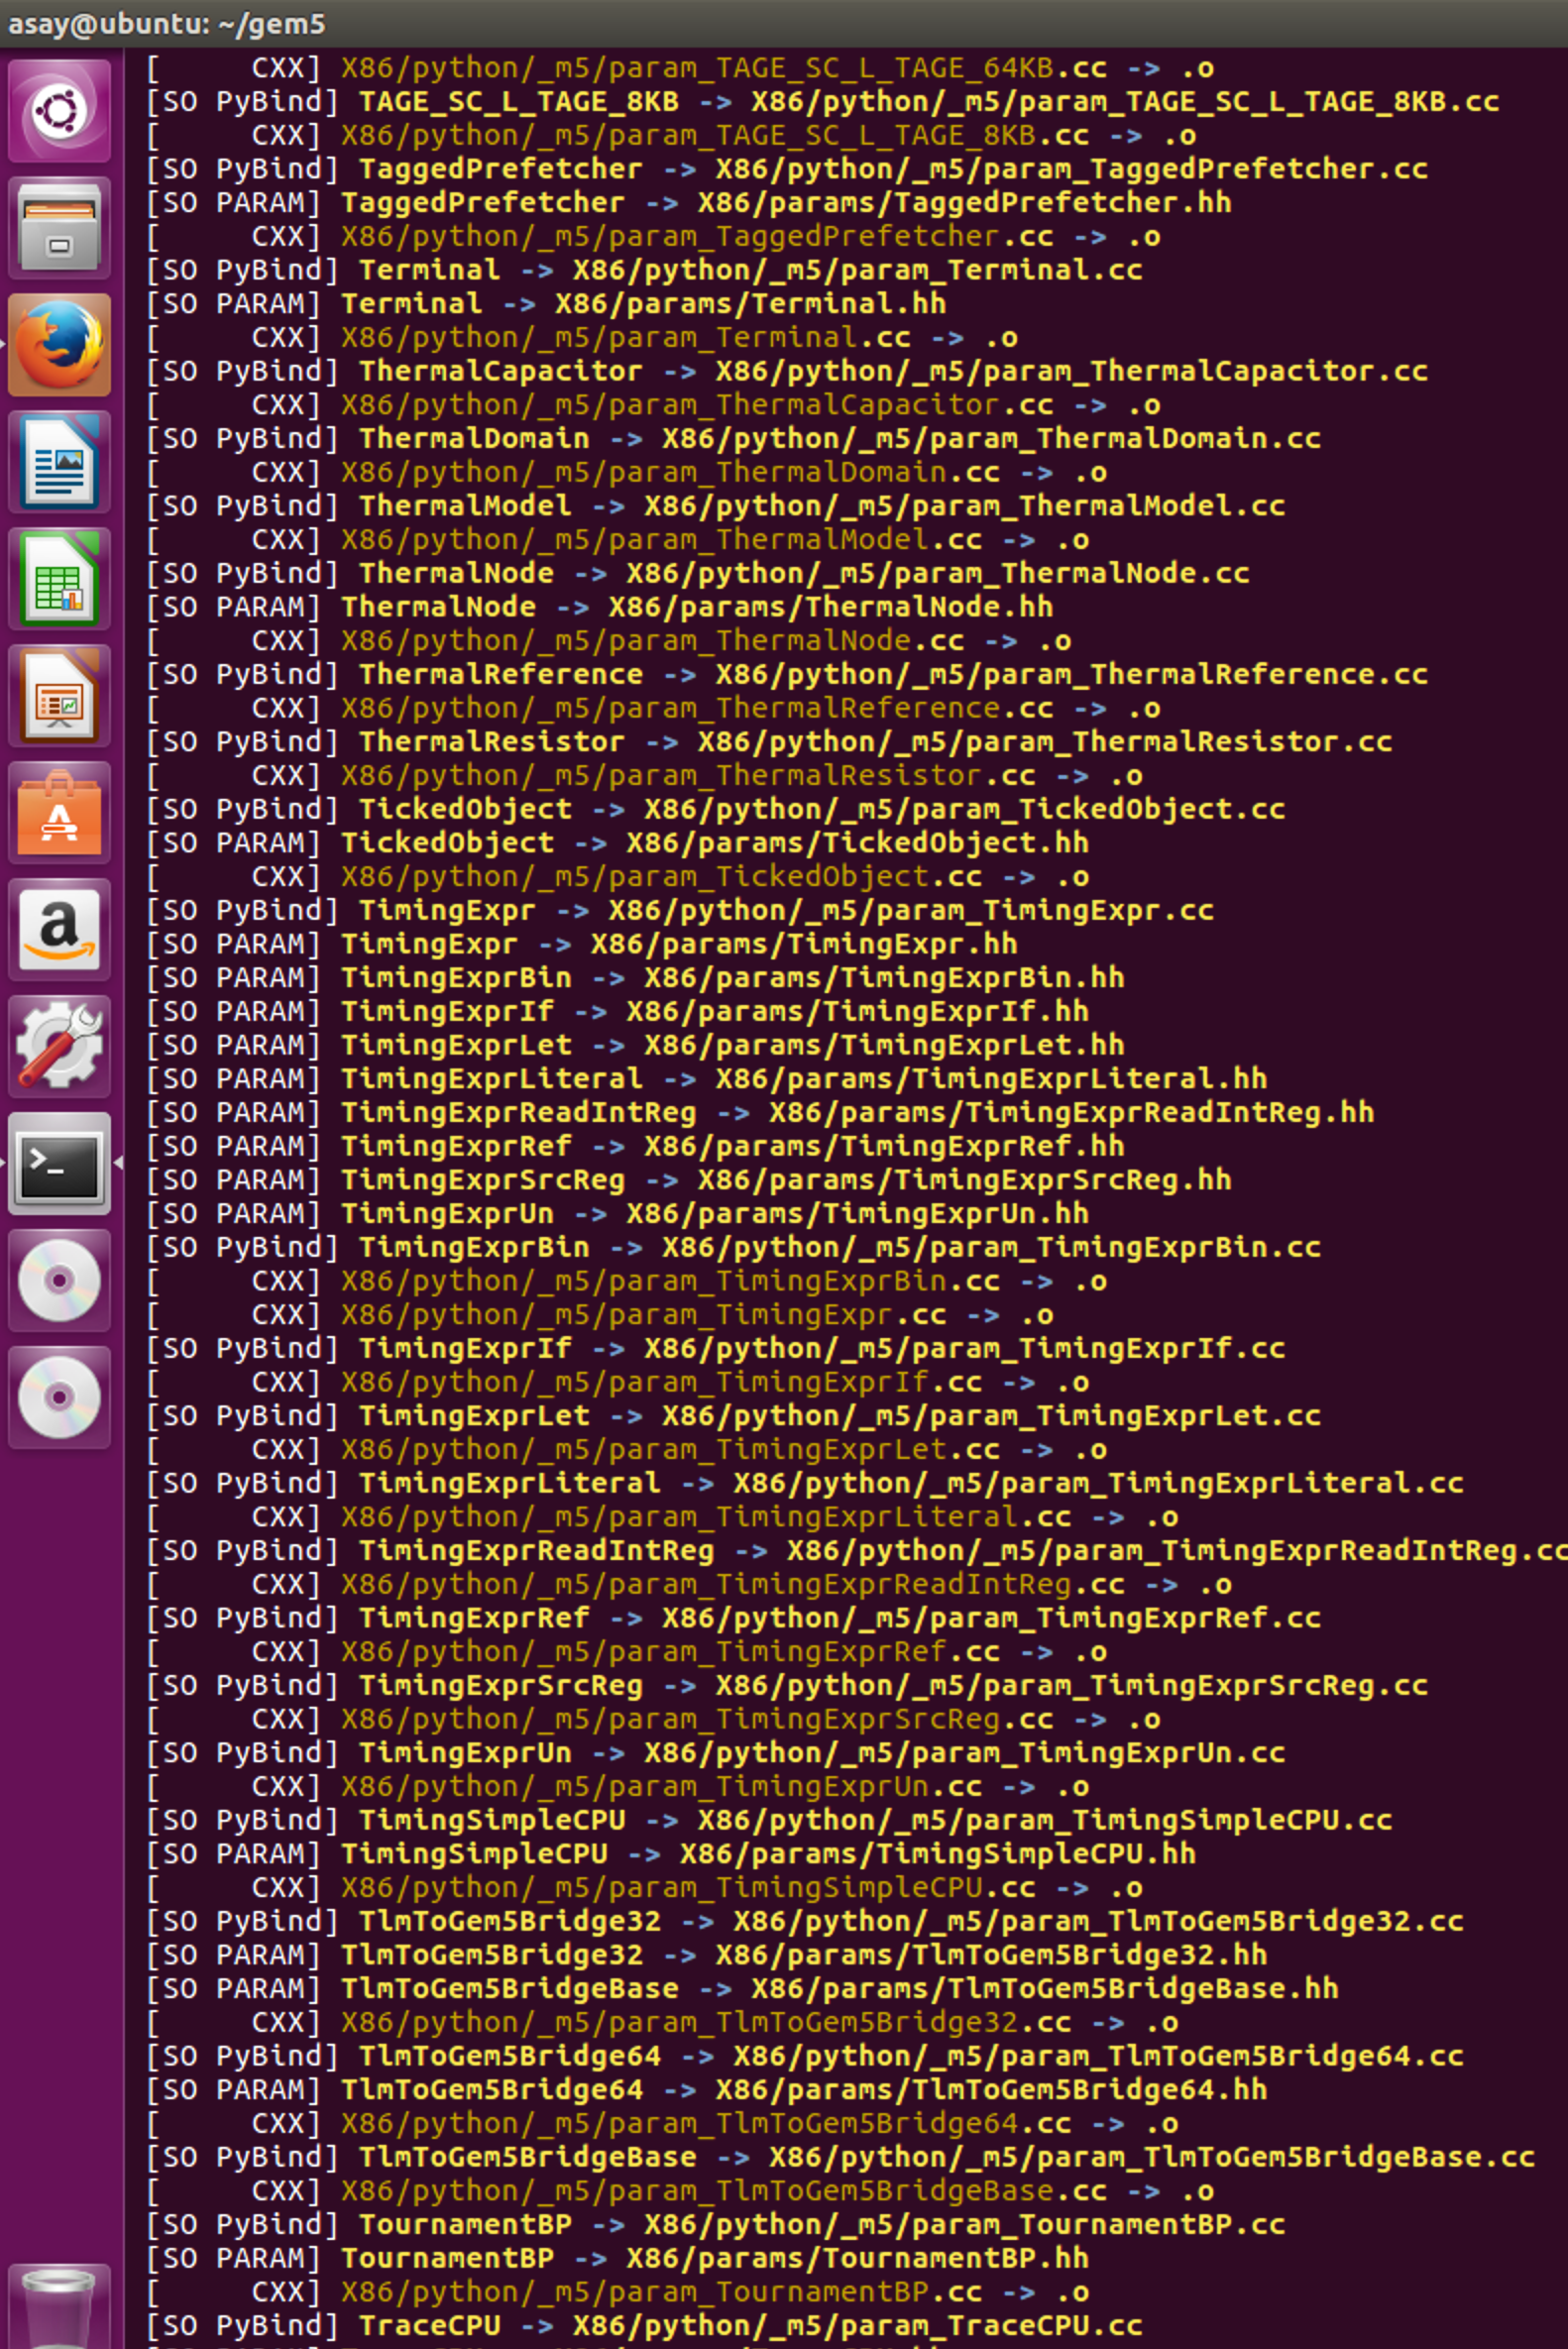 asay@ubuntu: ~/gem5
[     CXX] X86/python/_m5/param_TAGE_SC_L_TAGE_64KB.cc -> .o
[SO PyBind] TAGE_SC_L_TAGE_8KB -> X86/python/_m5/param_TAGE_SC_L_TAGE_8KB.cc
[     CXX] X86/python/_m5/param_TAGE_SC_L_TAGE_8KB.cc -> .o
[SO PyBind] TaggedPrefetcher -> X86/python/_m5/param_TaggedPrefetcher.cc
[SO PARAM] TaggedPrefetcher -> X86/params/TaggedPrefetcher.hh
[     CXX] X86/python/_m5/param_TaggedPrefetcher.cc -> .o
[SO PyBind] Terminal -> X86/python/_m5/param_Terminal.cc
[SO PARAM] Terminal -> X86/params/Terminal.hh
[     CXX] X86/python/_m5/param_Terminal.cc -> .o
[SO PyBind] ThermalCapacitor -> X86/python/_m5/param_ThermalCapacitor.cc
[     CXX] X86/python/_m5/param_ThermalCapacitor.cc -> .o
[SO PyBind] ThermalDomain -> X86/python/_m5/param_ThermalDomain.cc
[     CXX] X86/python/_m5/param_ThermalDomain.cc -> .o
[SO PyBind] ThermalModel -> X86/python/_m5/param_ThermalModel.cc
[     CXX] X86/python/_m5/param_ThermalModel.cc -> .o
[SO PyBind] ThermalNode -> X86/python/_m5/param_ThermalNode.cc
[SO PARAM] ThermalNode -> X86/params/ThermalNode.hh
[     CXX] X86/python/_m5/param_ThermalNode.cc -> .o
[SO PyBind] ThermalReference -> X86/python/_m5/param_ThermalReference.cc
[     CXX] X86/python/_m5/param_ThermalReference.cc -> .o
[SO PyBind] ThermalResistor -> X86/python/_m5/param_ThermalResistor.cc
[     CXX] X86/python/_m5/param_ThermalResistor.cc -> .o
[SO PyBind] TickedObject -> X86/python/_m5/param_TickedObject.cc
[SO PARAM] TickedObject -> X86/params/TickedObject.hh
[     CXX] X86/python/_m5/param_TickedObject.cc -> .o
[SO PyBind] TimingExpr -> X86/python/_m5/param_TimingExpr.cc
[SO PARAM] TimingExpr -> X86/params/TimingExpr.hh
[SO PARAM] TimingExprBin -> X86/params/TimingExprBin.hh
[SO PARAM] TimingExprIf -> X86/params/TimingExprIf.hh
[SO PARAM] TimingExprLet -> X86/params/TimingExprLet.hh
[SO PARAM] TimingExprLiteral -> X86/params/TimingExprLiteral.hh
[SO PARAM] TimingExprReadIntReg -> X86/params/TimingExprReadIntReg.hh
[SO PARAM] TimingExprRef -> X86/params/TimingExprRef.hh
[SO PARAM] TimingExprSrcReg -> X86/params/TimingExprSrcReg.hh
[SO PARAM] TimingExprUn -> X86/params/TimingExprUn.hh
[SO PyBind] TimingExprBin -> X86/python/_m5/param_TimingExprBin.cc
[     CXX] X86/python/_m5/param_TimingExprBin.cc -> .o
[     CXX] X86/python/_m5/param_TimingExpr.cc -> .o
[SO PyBind] TimingExprIf -> X86/python/_m5/param_TimingExprIf.cc
[     CXX] X86/python/_m5/param_TimingExprIf.cc -> .o
[SO PyBind] TimingExprLet -> X86/python/_m5/param_TimingExprLet.cc
[     CXX] X86/python/_m5/param_TimingExprLet.cc -> .o
[SO PyBind] TimingExprLiteral -> X86/python/_m5/param_TimingExprLiteral.cc
[     CXX] X86/python/_m5/param_TimingExprLiteral.cc -> .o
[SO PyBind] TimingExprReadIntReg -> X86/python/_m5/param_TimingExprReadIntReg.cc
[     CXX] X86/python/_m5/param_TimingExprReadIntReg.cc -> .o
[SO PyBind] TimingExprRef -> X86/python/_m5/param_TimingExprRef.cc
[     CXX] X86/python/_m5/param_TimingExprRef.cc -> .o
[SO PyBind] TimingExprSrcReg -> X86/python/_m5/param_TimingExprSrcReg.cc
[     CXX] X86/python/_m5/param_TimingExprSrcReg.cc -> .o
[SO PyBind] TimingExprUn -> X86/python/_m5/param_TimingExprUn.cc
[     CXX] X86/python/_m5/param_TimingExprUn.cc -> .o
[SO PyBind] TimingSimpleCPU -> X86/python/_m5/param_TimingSimpleCPU.cc
[SO PARAM] TimingSimpleCPU -> X86/params/TimingSimpleCPU.hh
[     CXX] X86/python/_m5/param_TimingSimpleCPU.cc -> .o
[SO PyBind] TlmToGem5Bridge32 -> X86/python/_m5/param_TlmToGem5Bridge32.cc
[SO PARAM] TlmToGem5Bridge32 -> X86/params/TlmToGem5Bridge32.hh
[SO PARAM] TlmToGem5BridgeBase -> X86/params/TlmToGem5BridgeBase.hh
[     CXX] X86/python/_m5/param_TlmToGem5Bridge32.cc -> .o
[SO PyBind] TlmToGem5Bridge64 -> X86/python/_m5/param_TlmToGem5Bridge64.cc
[SO PARAM] TlmToGem5Bridge64 -> X86/params/TlmToGem5Bridge64.hh
[     CXX] X86/python/_m5/param_TlmToGem5Bridge64.cc -> .o
[SO PyBind] TlmToGem5BridgeBase -> X86/python/_m5/param_TlmToGem5BridgeBase.cc
[     CXX] X86/python/_m5/param_TlmToGem5BridgeBase.cc -> .o
[SO PyBind] TournamentBP -> X86/python/_m5/param_TournamentBP.cc
[SO PARAM] TournamentBP -> X86/params/TournamentBP.hh
[     CXX] X86/python/_m5/param_TournamentBP.cc -> .o
[SO PyBind] TraceCPU -> X86/python/_m5/param_TraceCPU.cc